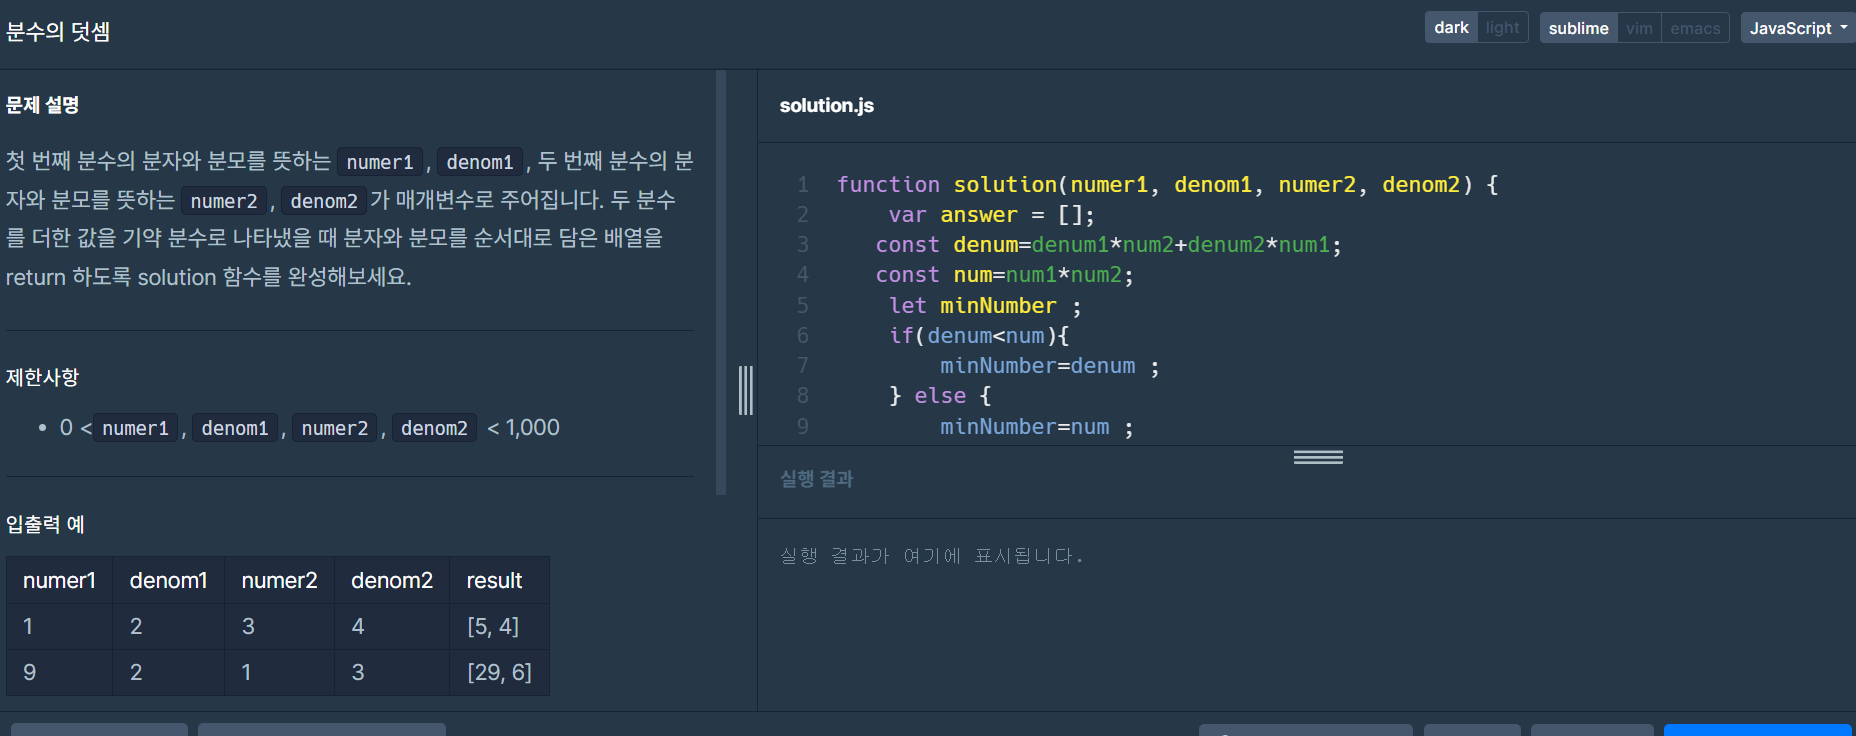 분수의 덧셈
dark light sublime vim emacs JavaScript
문제 설명
첫 번째 분수의 분자와 분모를 뜻하는 numer1, denom1, 두 번째 분수의 분
자와 분모를 뜻하는 numer2, denom2가 매개변수로 주어집니다. 두 분수
를 더한 값을 기약 분수로 나타냈을 때 분자와 분모를 순서대로 담은 배열을
return 하도록 solution 함수를 완성해보세요.
제한사항
• 0 < numer1, denom1, numer2, denom2 < 1,000
입출력 예
numer1 denom1 numer2 denom2 result
1 2 3 4 [5, 4]
9 2 1 3 [29, 6]
solution.js
1 function solution(numer1, denom1, numer2, denom2) {
2 var answer = [];
3 const denum=denum1*num2+denum2*num1;
4 const num=num1*num2;
5 let minNumber ;
6 if(denum<num){
7 minNumber=denum ;
8 } else {
9 minNumber=num ;
실행 결과
실행 결과가 여기에 표시됩니다.